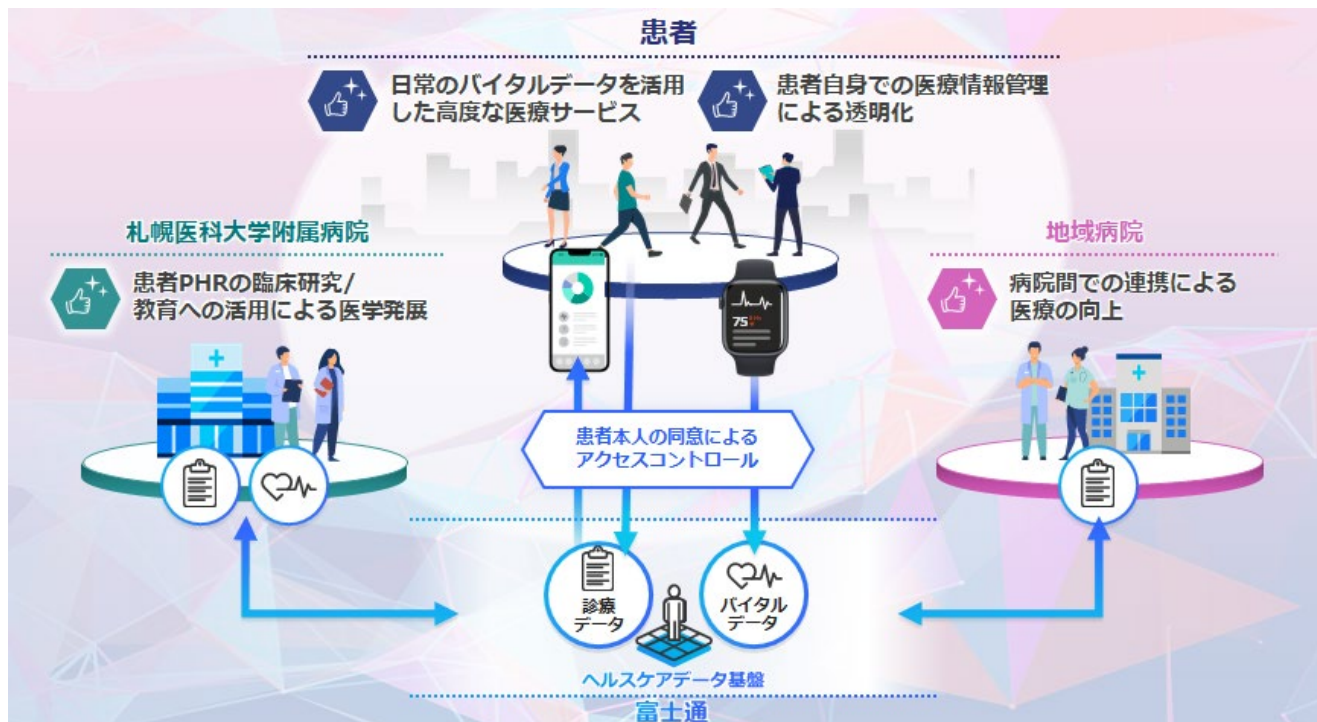 患者
日常のバイタルデータを活用
した高度な医療サービス
患者自身での医療情報管理
による透明化
札幌医科大学附属病院
患者PHRの臨床研究/
教育への活用による医学発展
地域病院
病院間での連携による
医療の向上
75
患者本人の同意による
アクセスコントロール
診療
データ
バイタル
データ
ヘルスケアデータ基盤
富士通